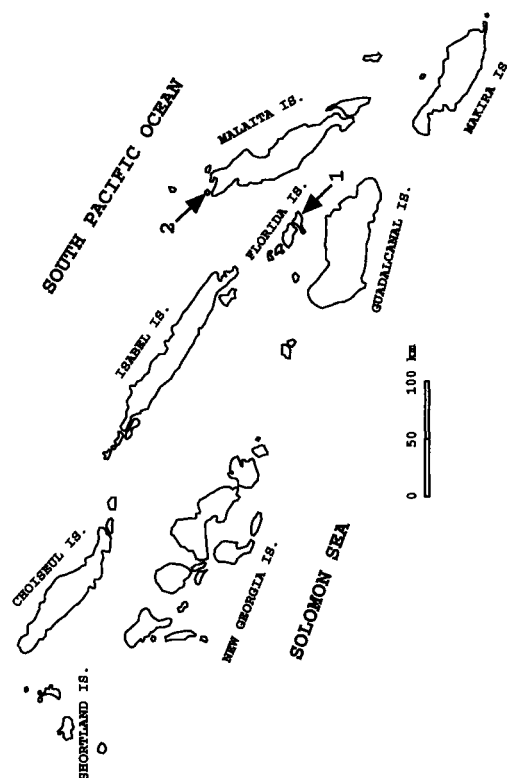 SOUTH PACIFIC OCEAN
CHOISEUL IS.
SHORTLAND IS.
ISABEL IS.
2
MALAITA IS.
NEW GEORGIA IS.
FLORIDA IS.
1
SOLOMON SEA
GUADALCANAL IS.
MAKIRA IS
0 50 100 km